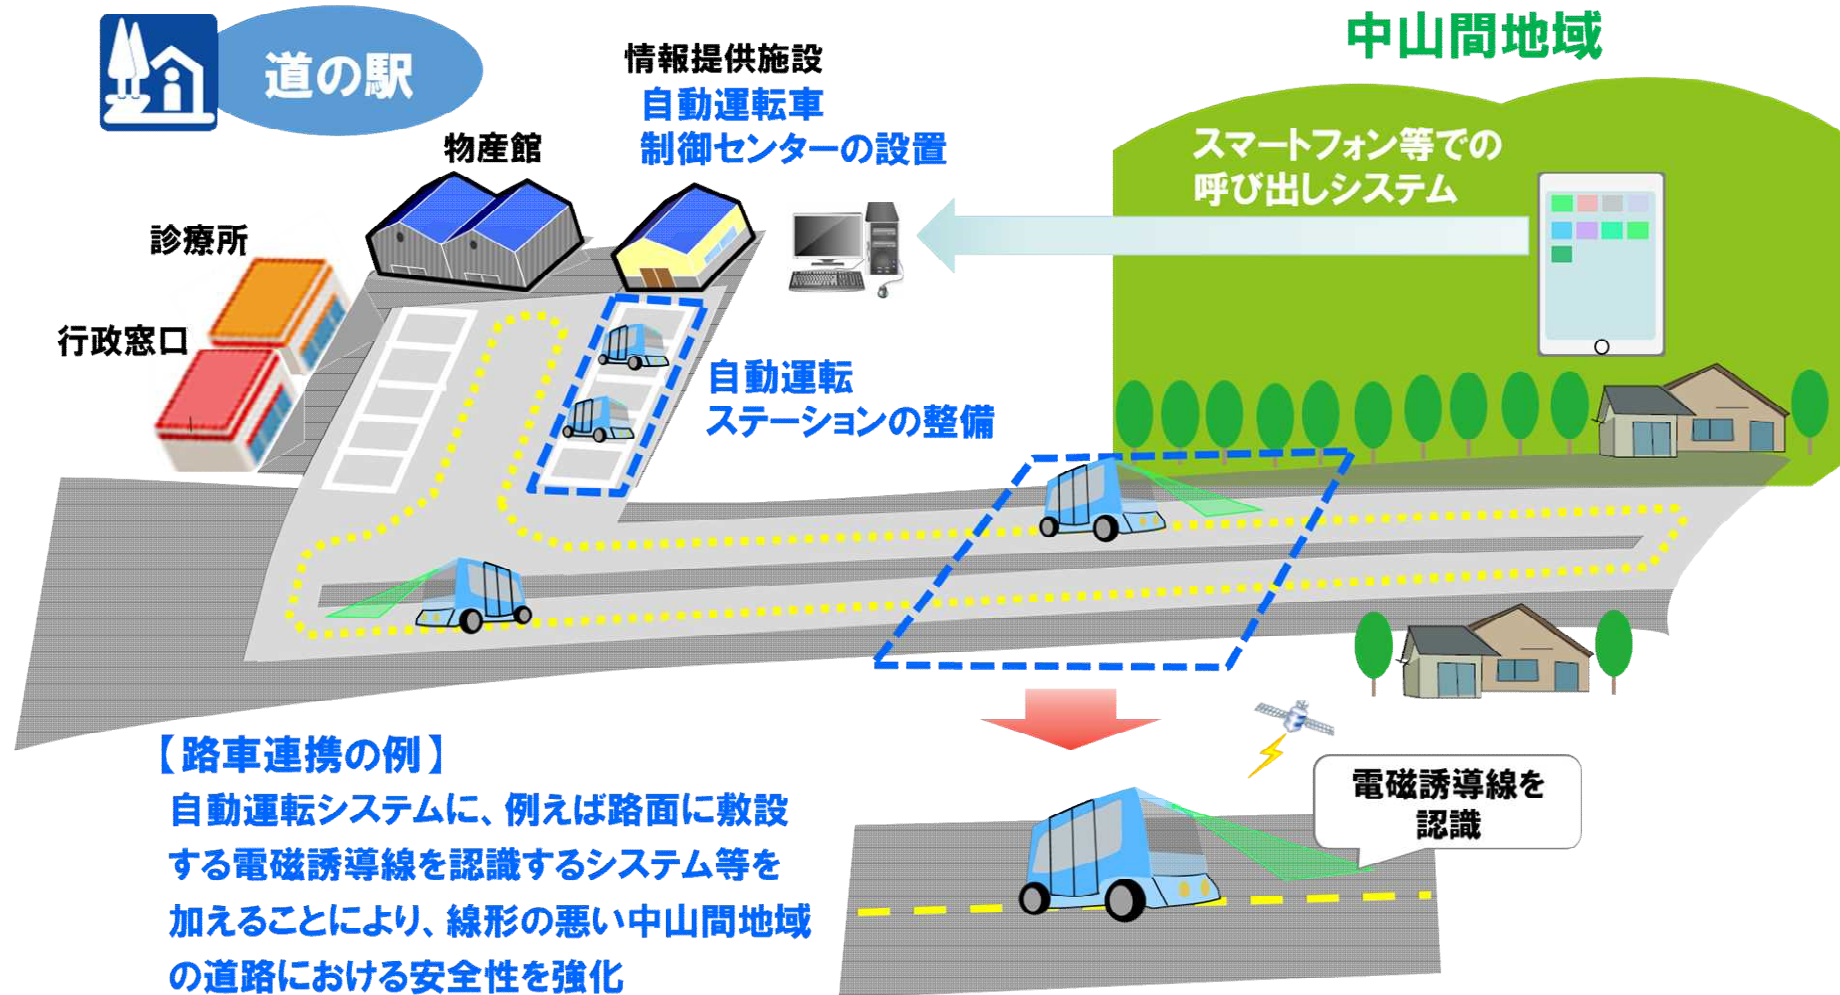 道の駅
情報提供施設
自動運転車
制御センターの設置
中山間地域
物産館
スマートフォン等での
呼び出しシステム
診療所
行政窓口
自動運転
ステーションの整備
【路車連携の例】
自動運転システムに、例えば路面に敷設
する電磁誘導線を認識するシステム等を
加えることにより、線形の悪い中山間地域
の道路における安全性を強化
電磁誘導線を
認識